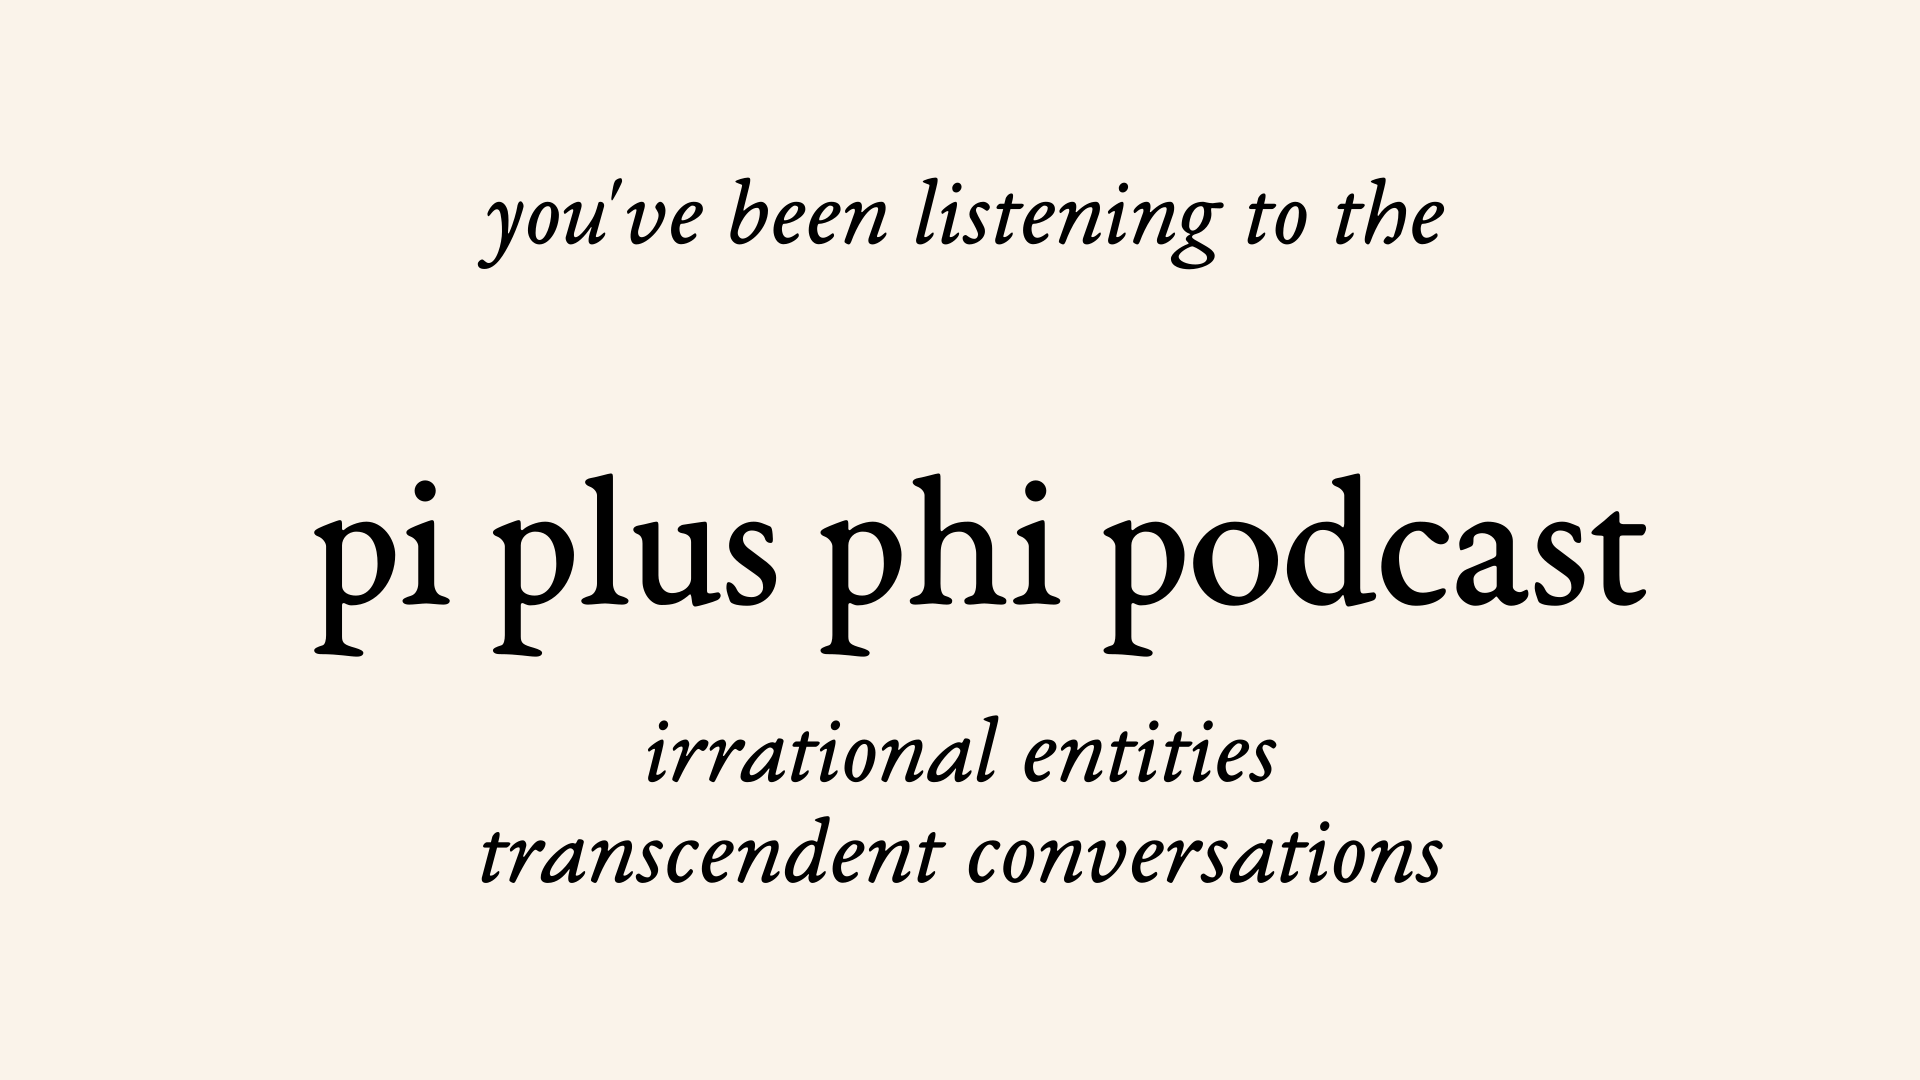 you've been listening to the
pi plus phi podcast
irrational entities
transcendent conversations